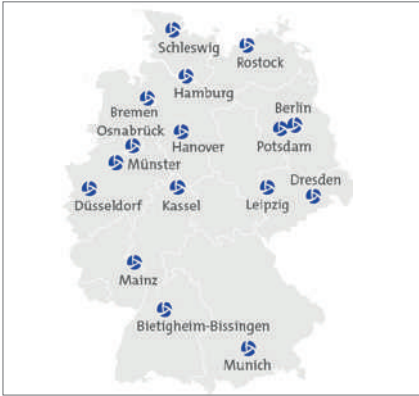 Schleswig
Rostock
Hamburg
Bremen
Berlin
Osnabrück
Hanover
Potsdam
Münster
Dresden
Düsseldorf
Kassel
Leipzig
Mainz
Bietigheim-Bissingen
Munich